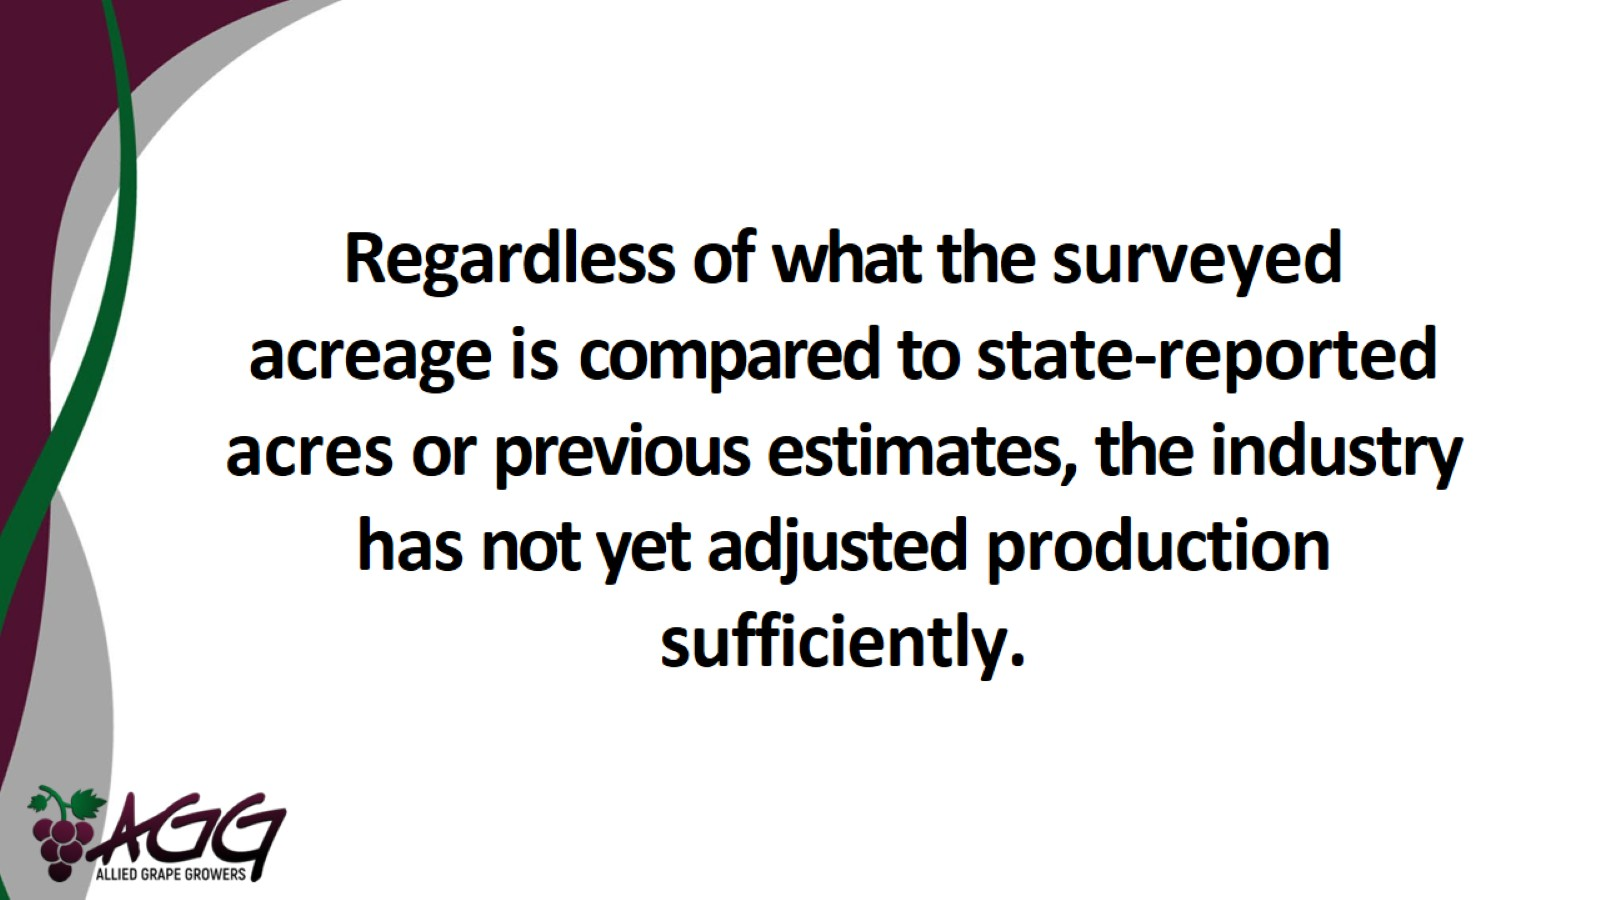 Regardless of what the surveyed
acreage is compared to state-reported
acres or previous estimates, the industry
has not yet adjusted production
sufficiently.
AGG
ALLIED GRAPE GROWERS